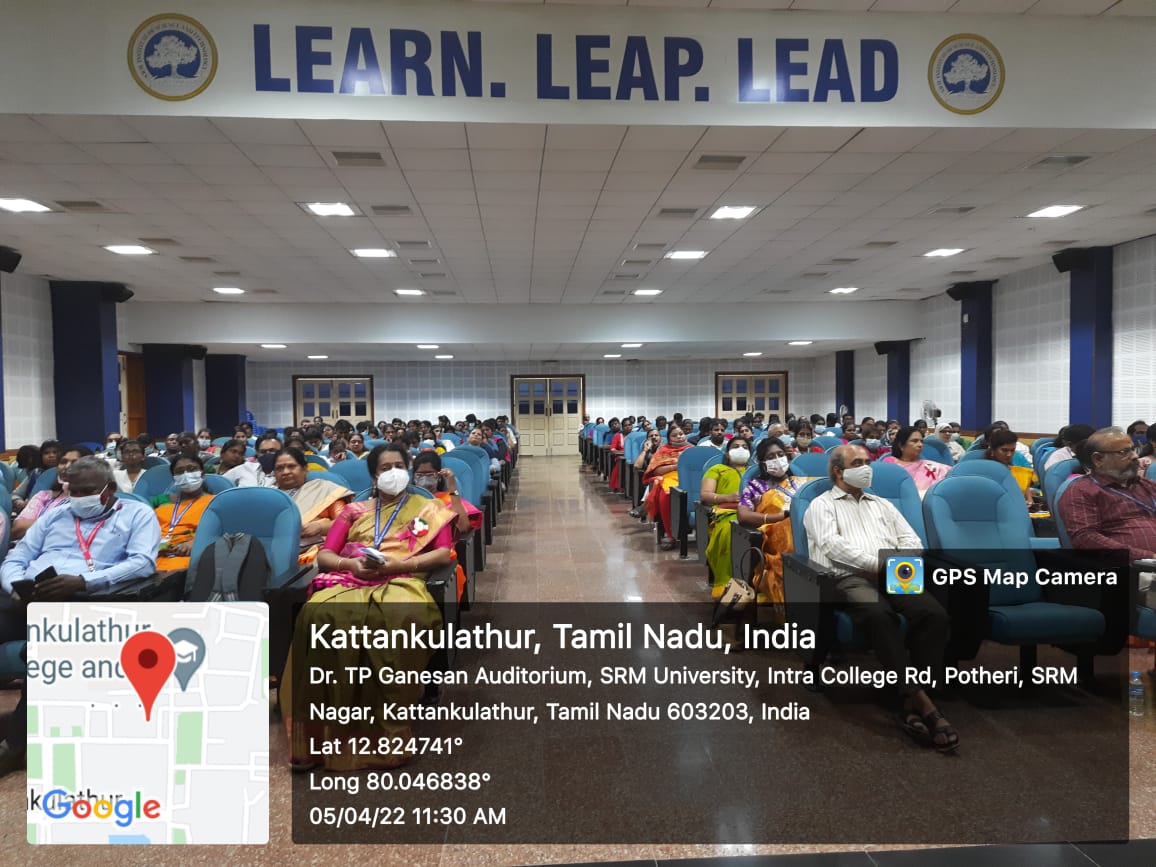 LEARN. LEAP. LEAD
GPS Map Camera
Kattankulathur, Tamil Nadu, India
Dr. TP Ganesan Auditorium, SRM University, Intra College Rd, Potheri, SRM
Nagar, Kattankulathur, Tamil Nadu 603203, India
Lat 12.824741°
Long 80.046838°
05/04/22 11:30 AM
nkulathur
ege and
Google